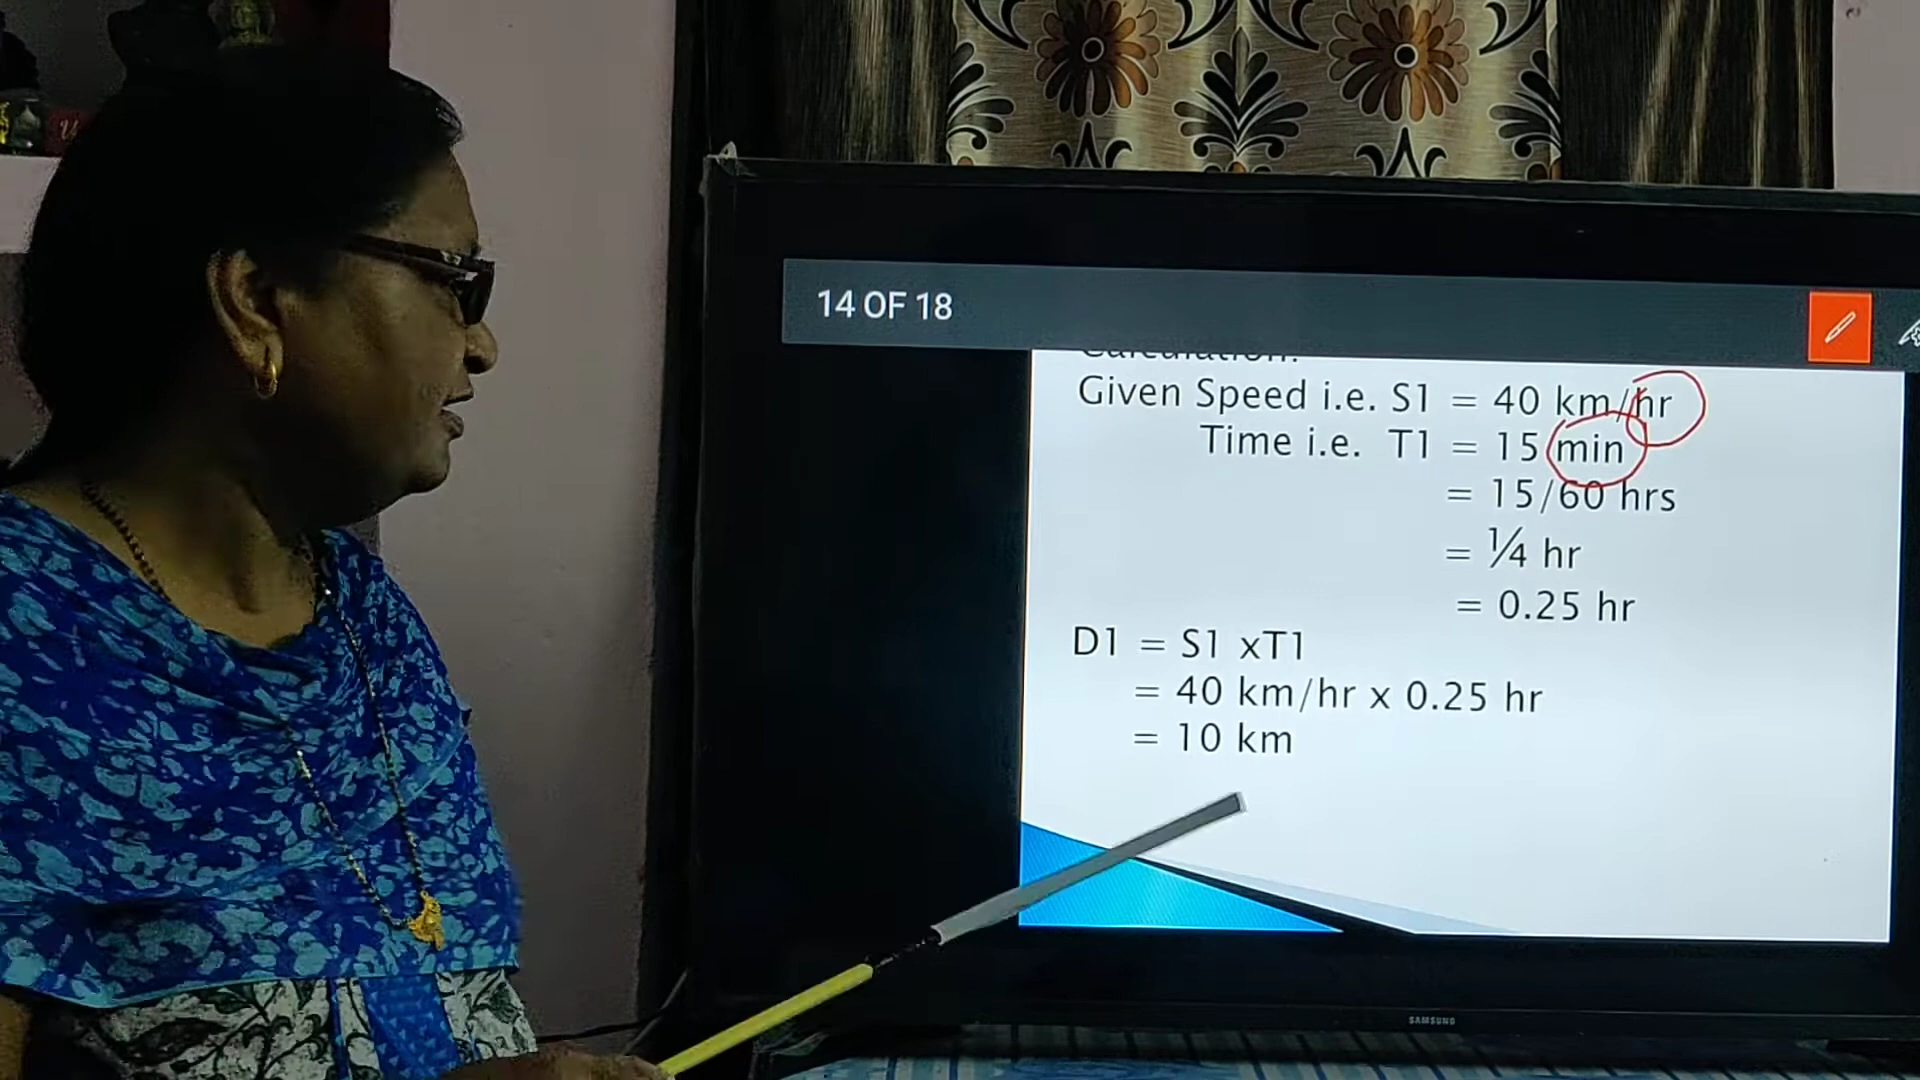 14 OF 18
Calculation:
Given Speed i.e. S1 = 40 km/hr
Time i.e. T1 = 15 min
= 15/60 hrs
= ¼ hr
= 0.25 hr
D1 = S1 xT1
= 40 km/hr x 0.25 hr
= 10 km
SAMSUNG